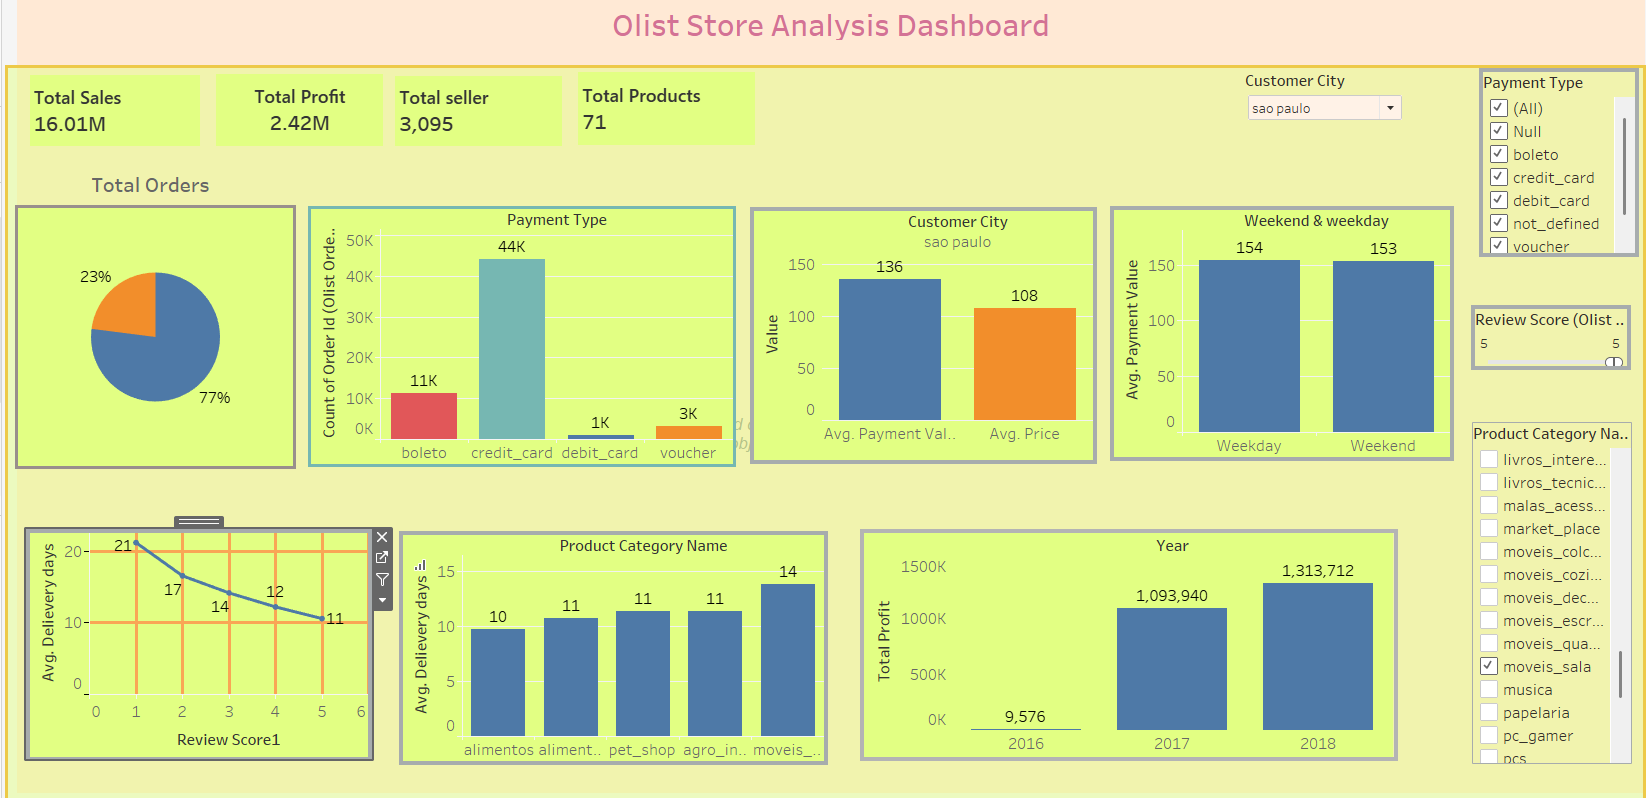 Olist Store Analysis Dashboard
Total Sales
16.01M
Total Profit
2.42M
Total seller
3,095
Total Products
71
Customer City
sao paulo
Payment Type
(All)
Null
boleto
credit_card
debit_card
not_defined
voucher
Total Orders
23%
77%
Payment Type
Count of Order Id (Olist Orde..
50K
40K
30K
20K
10K
0K
11K
44K
1K
3K
boleto
credit_card
debit_card
voucher
Customer City
sao paulo
Value
150
100
50
0
136
108
Avg. Payment Val..
Avg. Price
Weekend & weekday
Avg. Payment Value
150
100
50
0
154
153
Weekday
Weekend
Review Score (Olist ..
5 5
Avg. Delievery days
20
10
0
21
17
14
12
11
0 1 2 3 4 5 6
Review Score1
Product Category Name
Avg. Delievery days
15
10
5
0
10
11
11
11
14
alimentos
aliment..
pet_shop
agro_in..
moveis_..
Year
Total Profit
1500K
1000K
500K
0K
9,576
1,093,940
1,313,712
2016
2017
2018
Product Category Na..
livros_intere...
livros_tecnic...
malas_acess...
market_place
moveis_colc...
moveis_cozi...
moveis_dec...
moveis_escr...
moveis_qua...
moveis_sala
musica
papelaria
pc_gamer
pcs